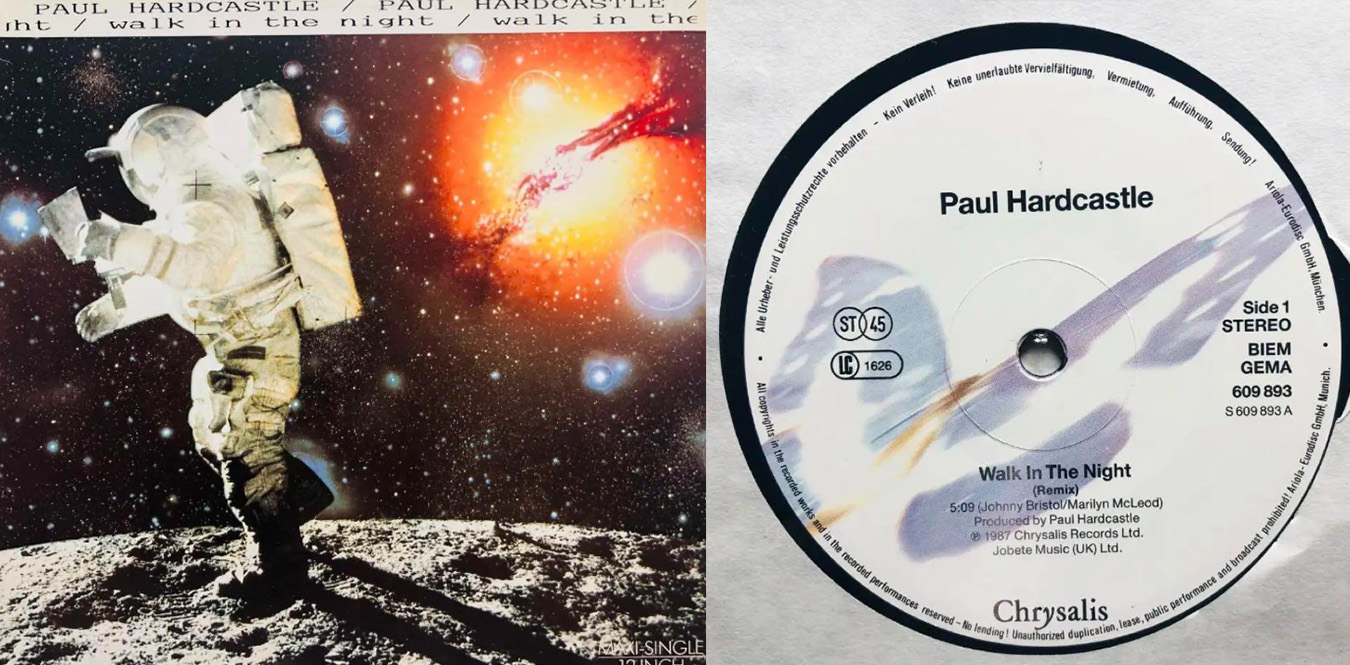 PAUL HARDCASTLE / PAUL HARDCASTLE /
ht / walk in the night / walk in the
MAXI-SINGLE
12 INCH
Alle Urheber- und Leistungsschutzrechte vorbehalten - Kein Verleih! Keine unerlaubte Vervielfältigung, Vermietung, Aufführung, Sendung! Ariola-Eurodisc GmbH, München.
Paul Hardcastle
ST 45
LC 1626
Side 1
STEREO
BIEM
GEMA
609 893
S 609 893 A
Walk In The Night
(Remix)
5:09 (Johnny Bristol/Marilyn McLeod)
Produced by Paul Hardcastle
℗ 1987 Chrysalis Records Ltd.
Jobete Music (UK) Ltd.
Chrysalis
All copyrights in the recorded works and in the recorded performances reserved - No lending! Unauthorized duplication, lease, public performance and broadcast prohibited! Ariola-Eurodisc GmbH, Munich.